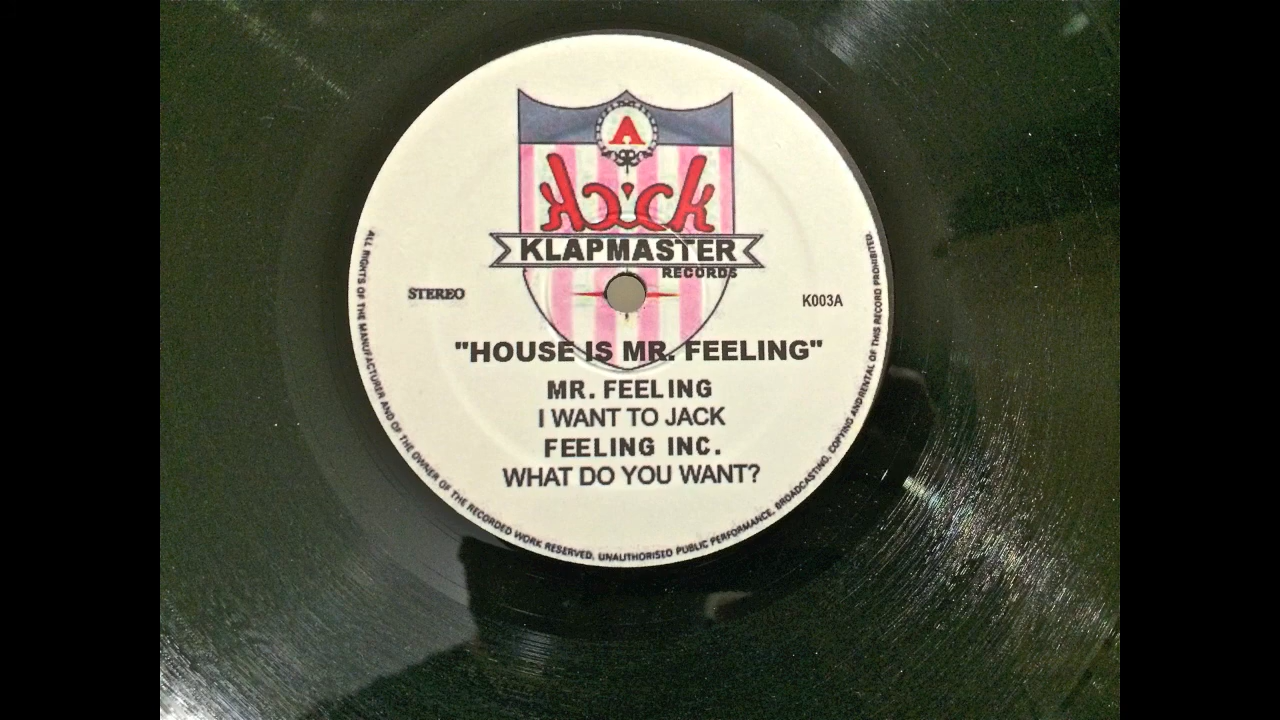 A
KLAPMASTER
RECORDS
STEREO
K003A
"HOUSE IS MR. FEELING"
MR. FEELING
I WANT TO JACK
FEELING INC.
WHAT DO YOU WANT?
ALL RIGHTS OF THE MANUFACTURER AND OF THE OWNER OF THE RECORDED WORK RESERVED. UNAUTHORISED PUBLIC PERFORMANCE, BROADCASTING, COPYING AND RENTAL OF THIS RECORD PROHIBITED.